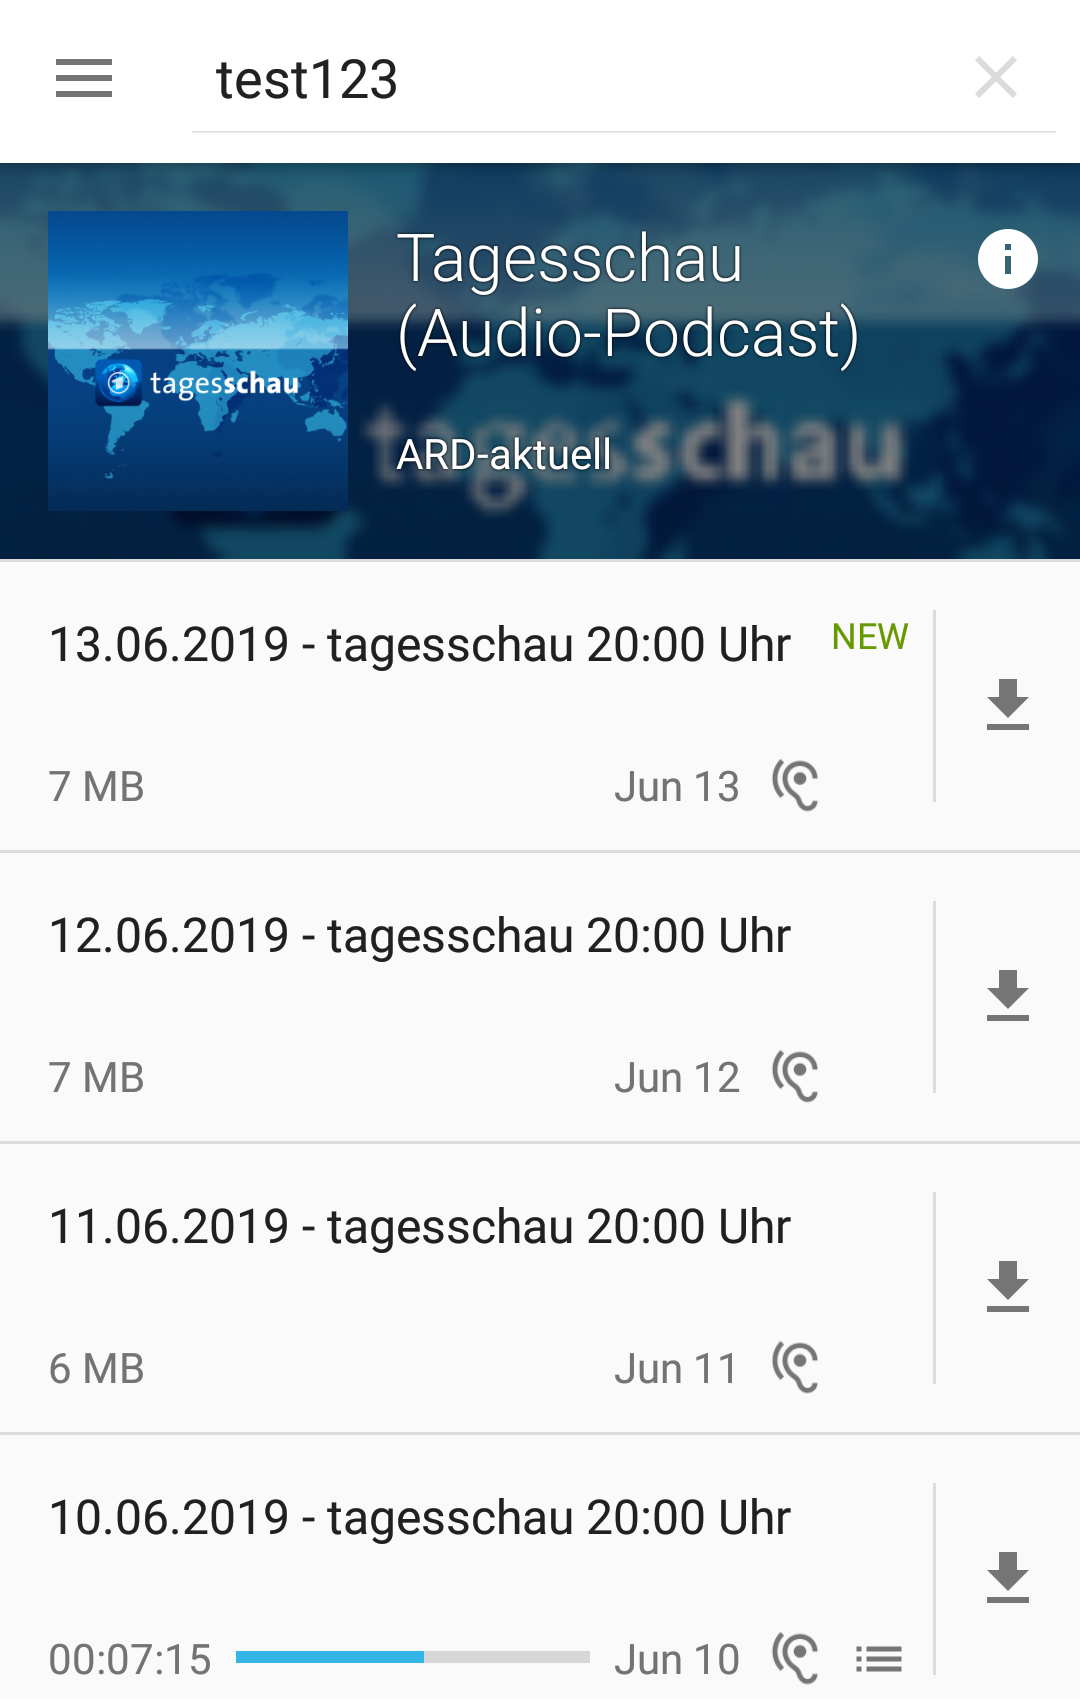 test123
Tagesschau
(Audio-Podcast)
tagesschau
ARD-aktuell
tagesschau
13.06.2019 - tagesschau 20:00 Uhr NEW
7 MB Jun 13
12.06.2019 - tagesschau 20:00 Uhr
7 MB Jun 12
11.06.2019 - tagesschau 20:00 Uhr
6 MB Jun 11
10.06.2019 - tagesschau 20:00 Uhr
00:07:15 Jun 10